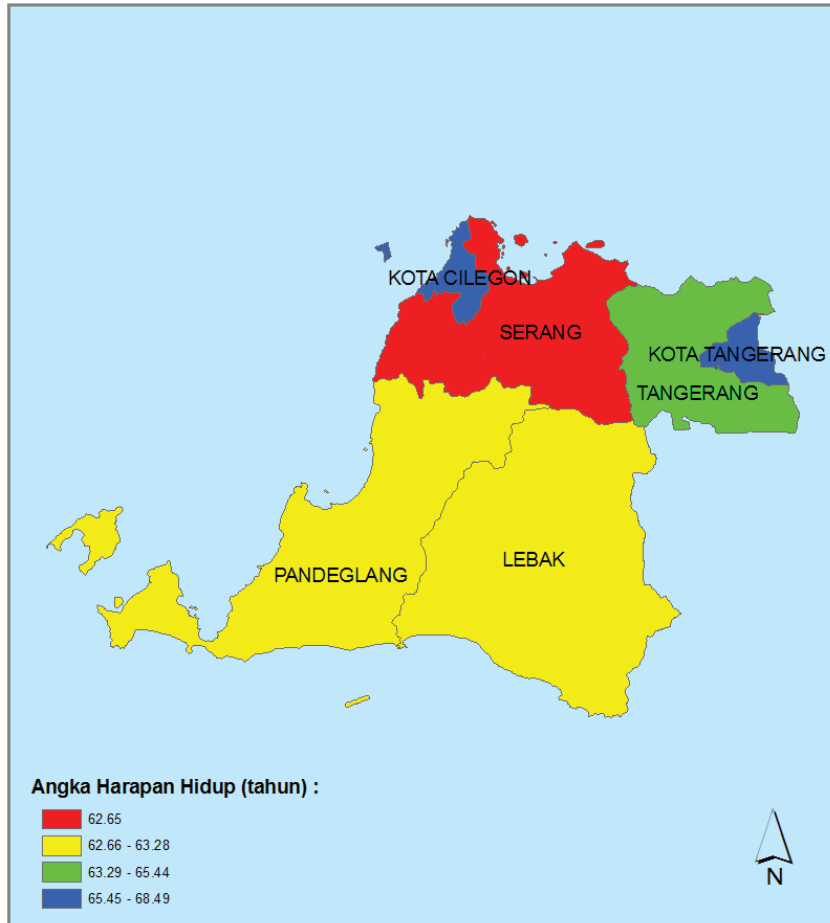 KOTA CILEGON
SERANG
KOTA TANGERANG
TANGERANG
LEBAK
PANDEGLANG
Angka Harapan Hidup (tahun) :
62.65
62.66 - 63.28
63.29 - 65.44
65.45 - 68.49
N